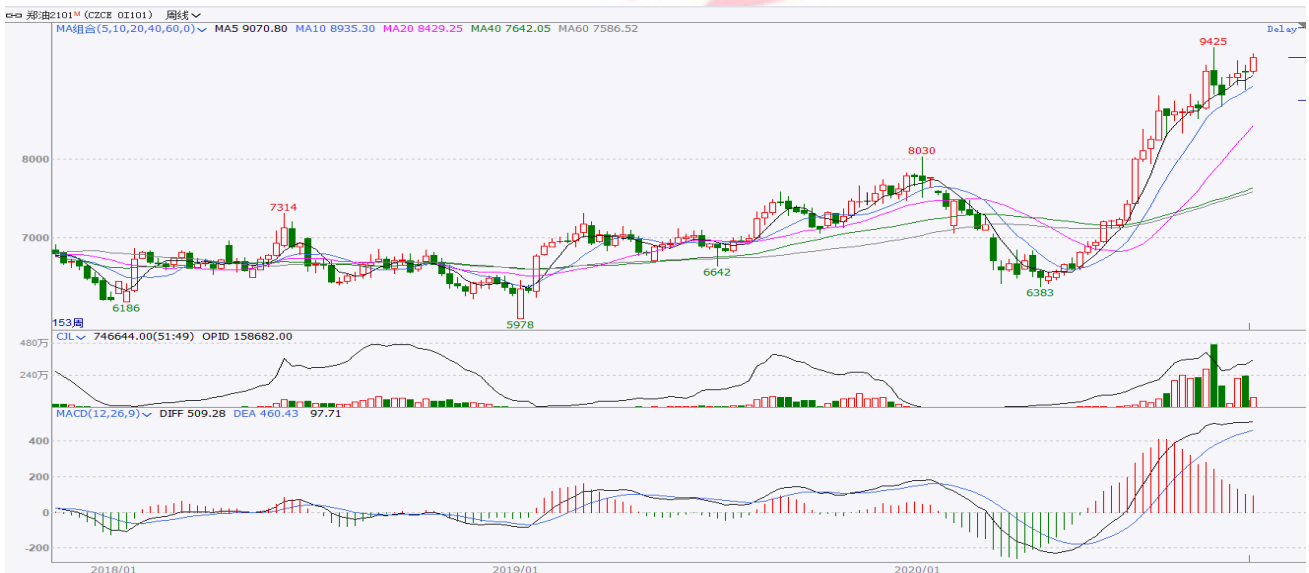 郑油2101M (CZCE OI101) 周线
MA组合(5,10,20,40,60,0) MA5 9070.80 MA10 8935.30 MA20 8429.25 MA40 7642.05 MA60 7586.52
Delay
9425
8030
8000
7314
7000
6642
6383
6186
5978
153周
CJL 746644.00(51:49) OPID 158682.00
480万
240万
MACD(12,26,9) DIFF 509.28 DEA 460.43 97.71
400
200
0
-200
2018/01 2019/01 2020/01